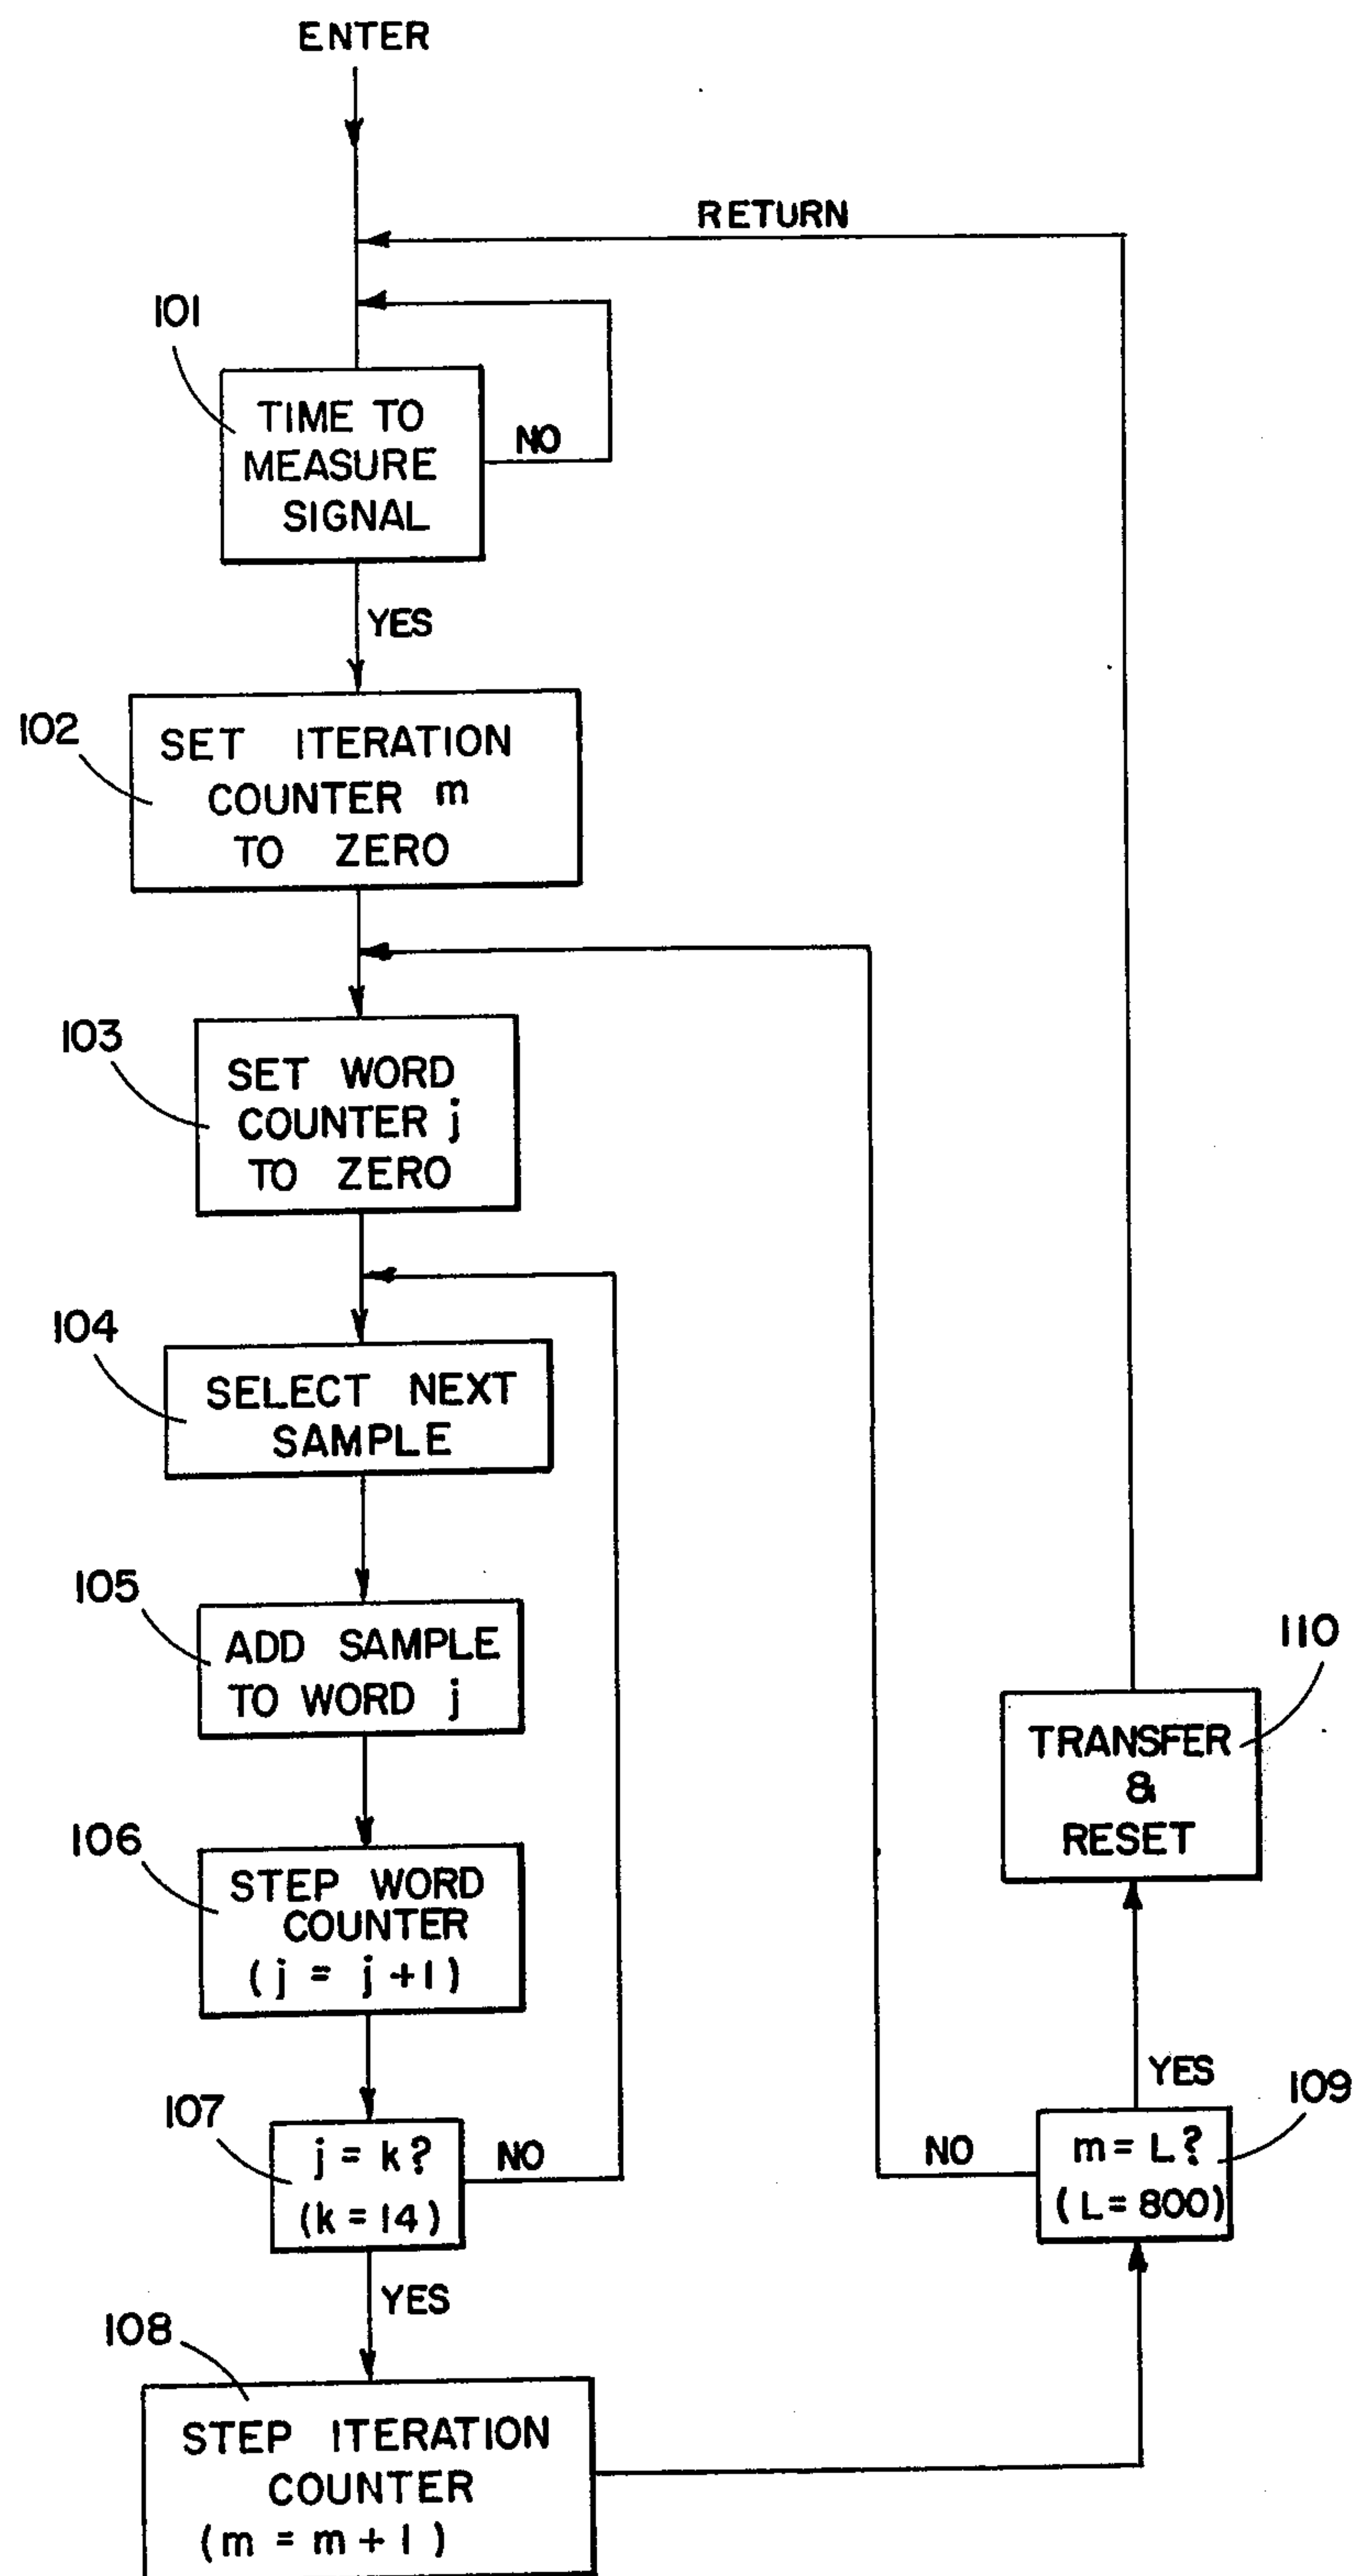 ENTER
RETURN
101
TIME TO
MEASURE
SIGNAL
NO
YES
102
SET ITERATION
COUNTER m
TO ZERO
103
SET WORD
COUNTER j
TO ZERO
104
SELECT NEXT
SAMPLE
105
ADD SAMPLE
TO WORD j
106
STEP WORD
COUNTER
(j = j+1)
107
j = k?
(k=14)
NO
YES
108
STEP ITERATION
COUNTER
(m = m+1)
109
m = L?
(L=800)
NO
YES
110
TRANSFER
&
RESET